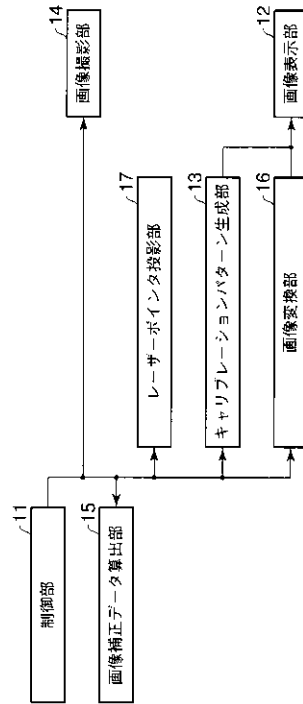 11
制御部
15
画像補正データ算出部
14
画像撮影部
17
レーザーポインタ投影部
13
キャリブレーションパターン生成部
16
画像変換部
12
画像表示部